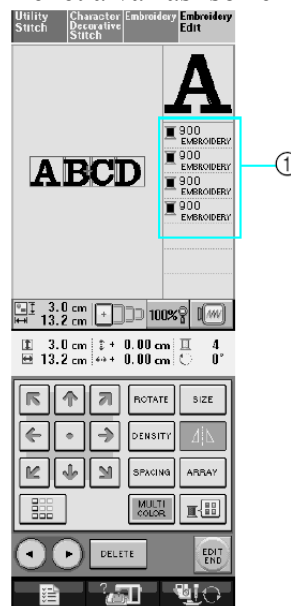 Utility Stitch
Character Decorative Stitch
Embroidery
Embroidery Edit
A
900 EMBROIDERY
900 EMBROIDERY
900 EMBROIDERY
900 EMBROIDERY
①
ABCD
3.0 cm
13.2 cm
100%
3.0 cm + 0.00 cm 4
13.2 cm + 0.00 cm 0°
ROTATE SIZE
DENSITY
SPACING ARRAY
MULTI COLOR
DELETE
EDIT END